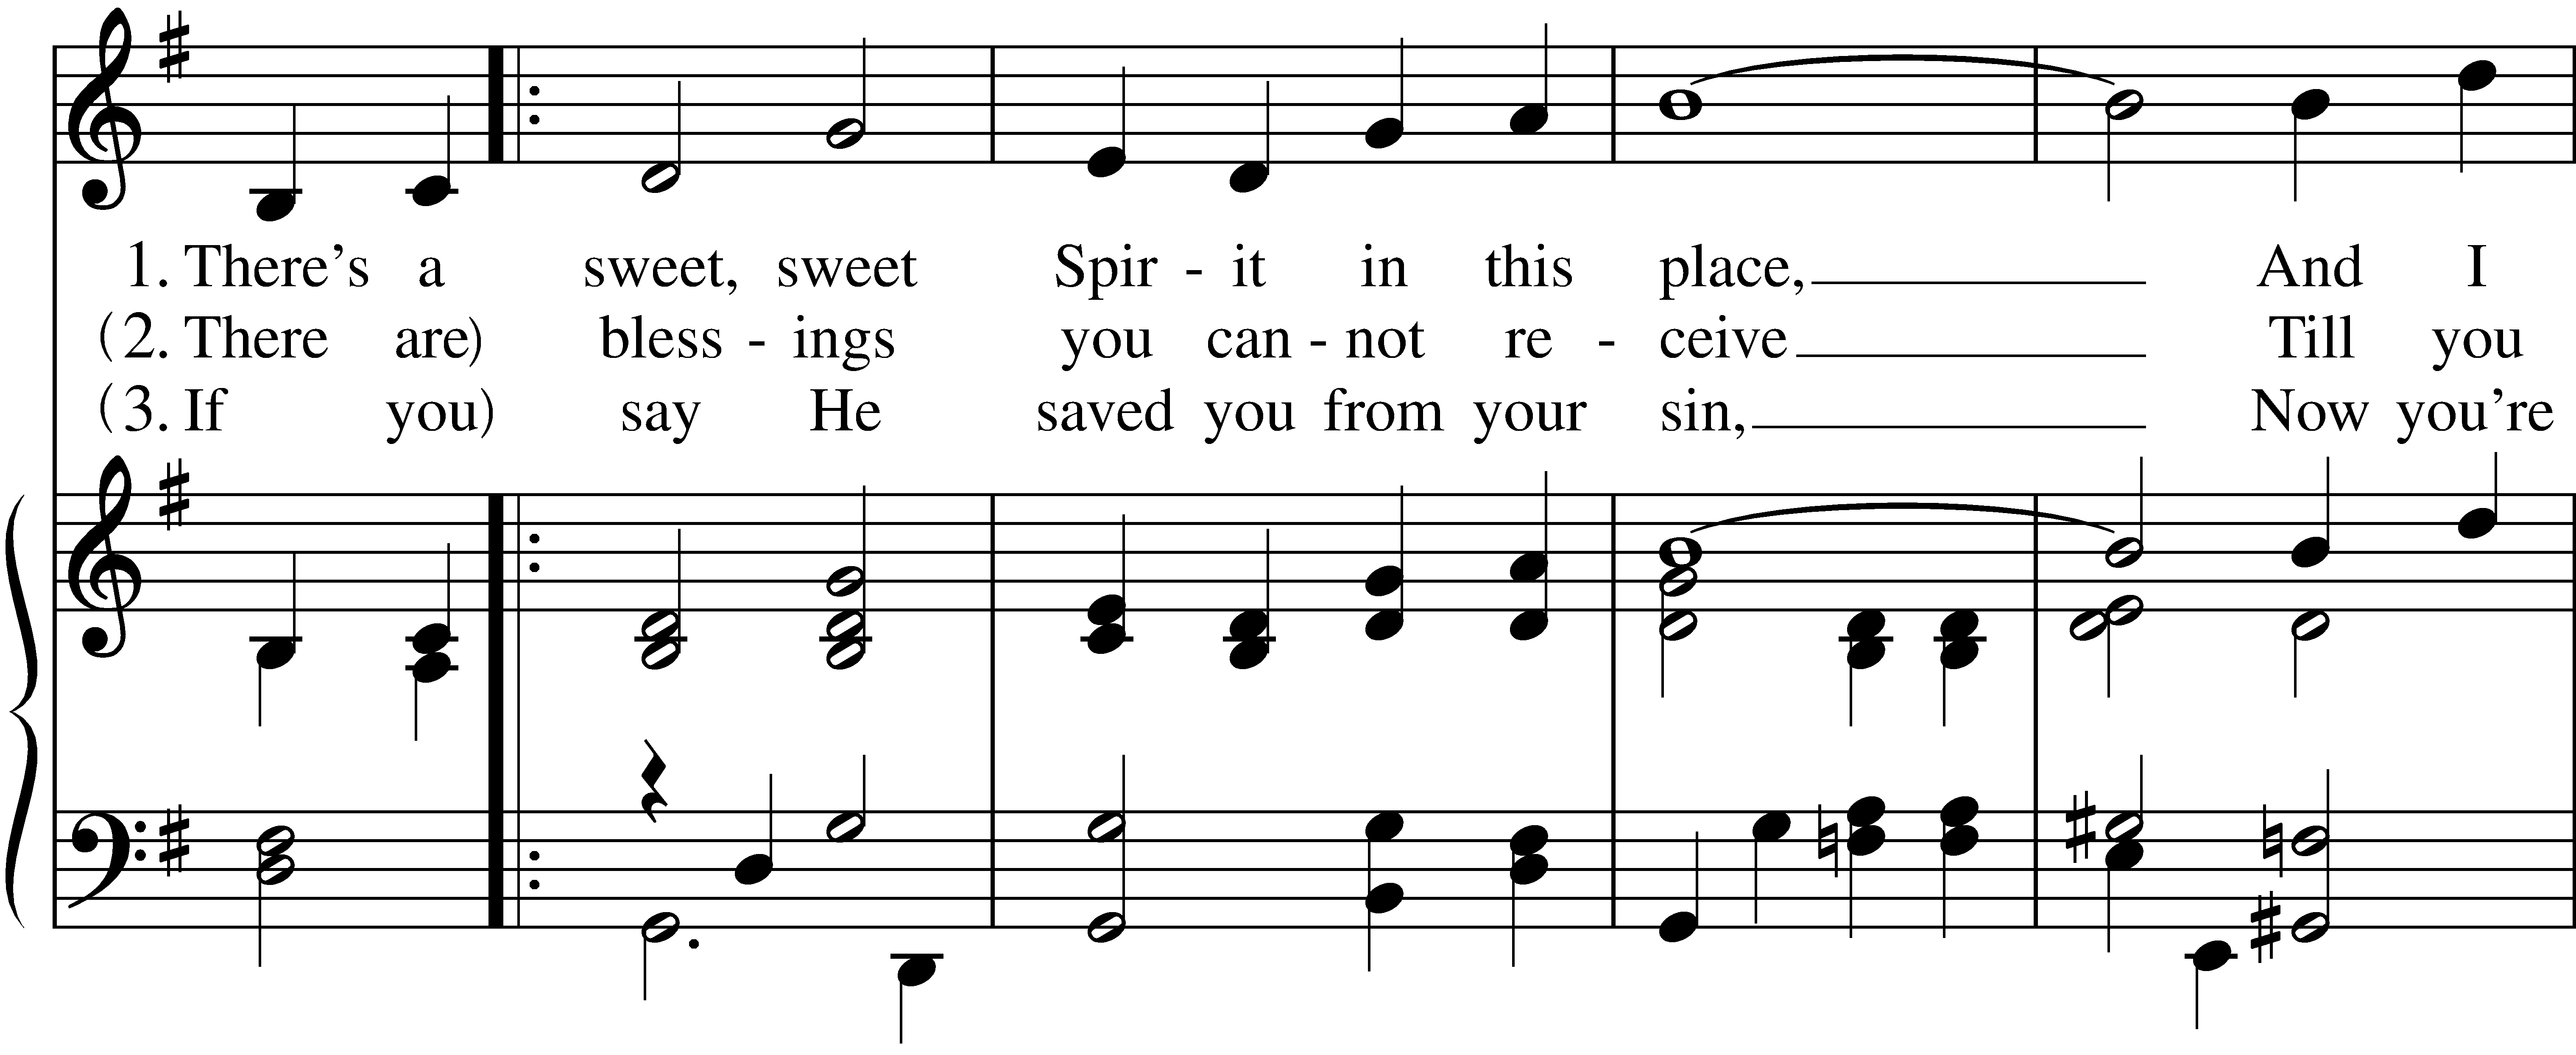 1. There's a sweet, sweet Spir - it in this place, And I
(2. There are) bless - ings you can - not re - ceive Till you
(3. If you) say He saved you from your sin, Now you're